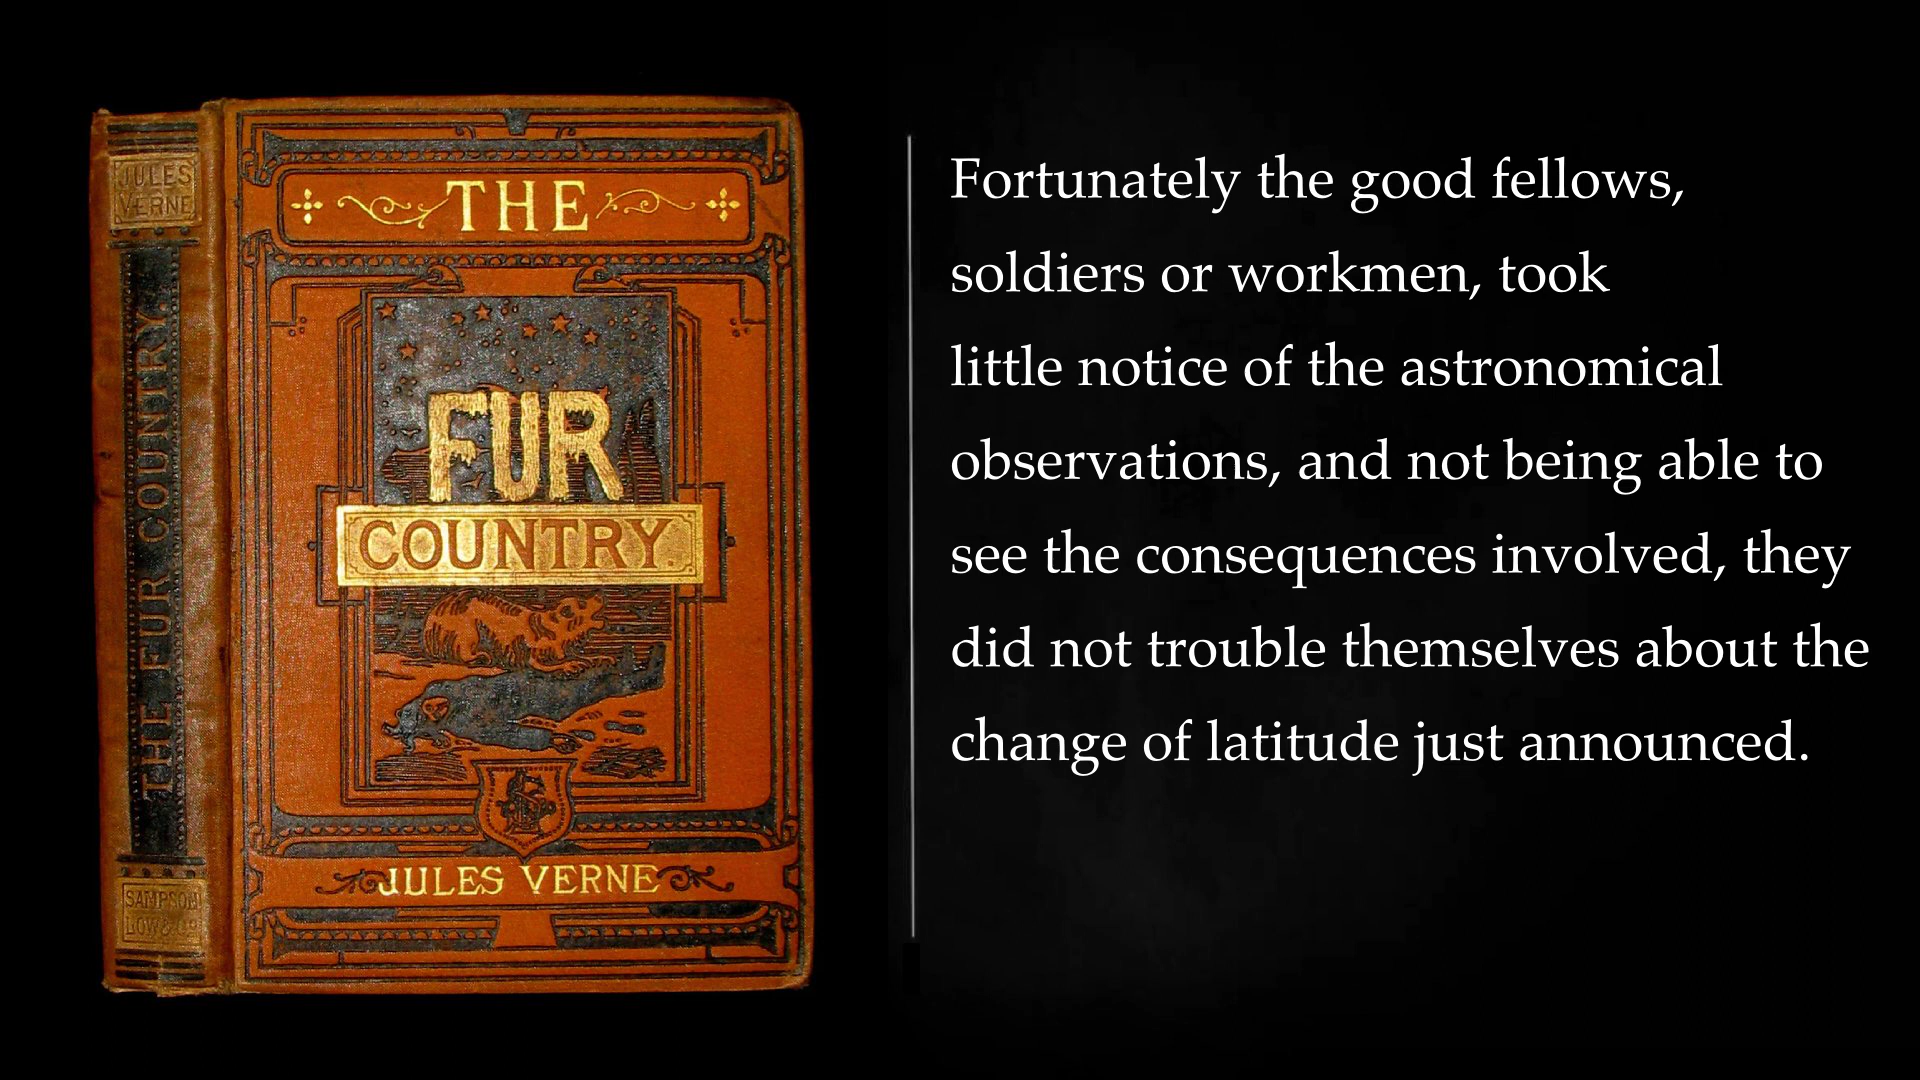 JULES
VERNE
THE FUR COUNTRY.
SAMPSON
LOW & Co
THE
FUR
COUNTRY.
JULES VERNE
Fortunately the good fellows,
soldiers or workmen, took
little notice of the astronomical
observations, and not being able to
see the consequences involved, they
did not trouble themselves about the
change of latitude just announced.